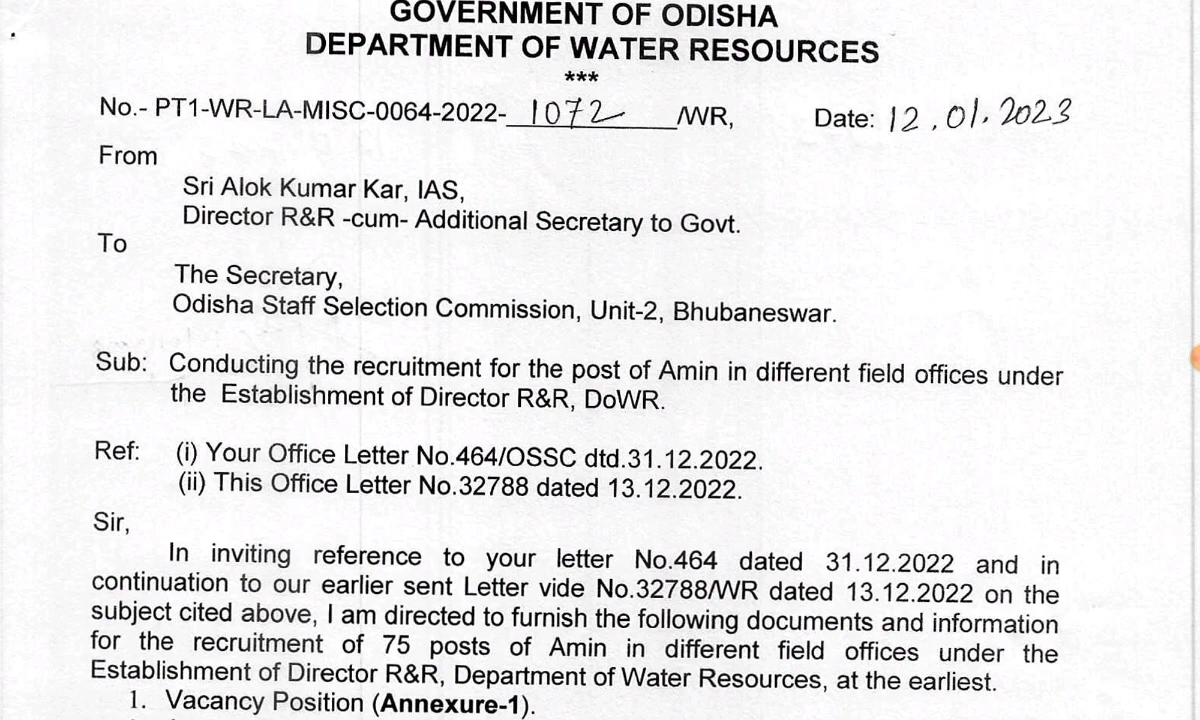 GOVERNMENT OF ODISHA
DEPARTMENT OF WATER RESOURCES
***
No.- PT1-WR-LA-MISC-0064-2022- 1072 /WR, Date: 12.01.2023
From
Sri Alok Kumar Kar, IAS,
Director R&R -cum- Additional Secretary to Govt.
To
The Secretary,
Odisha Staff Selection Commission, Unit-2, Bhubaneswar.
Sub: Conducting the recruitment for the post of Amin in different field offices under
the Establishment of Director R&R, DoWR.
Ref: (i) Your Office Letter No.464/OSSC dtd.31.12.2022.
(ii) This Office Letter No.32788 dated 13.12.2022.
Sir,
In inviting reference to your letter No.464 dated 31.12.2022 and in
continuation to our earlier sent Letter vide No.32788/WR dated 13.12.2022 on the
subject cited above, I am directed to furnish the following documents and information
for the recruitment of 75 posts of Amin in different field offices under the
Establishment of Director R&R, Department of Water Resources, at the earliest.
1. Vacancy Position (Annexure-1).